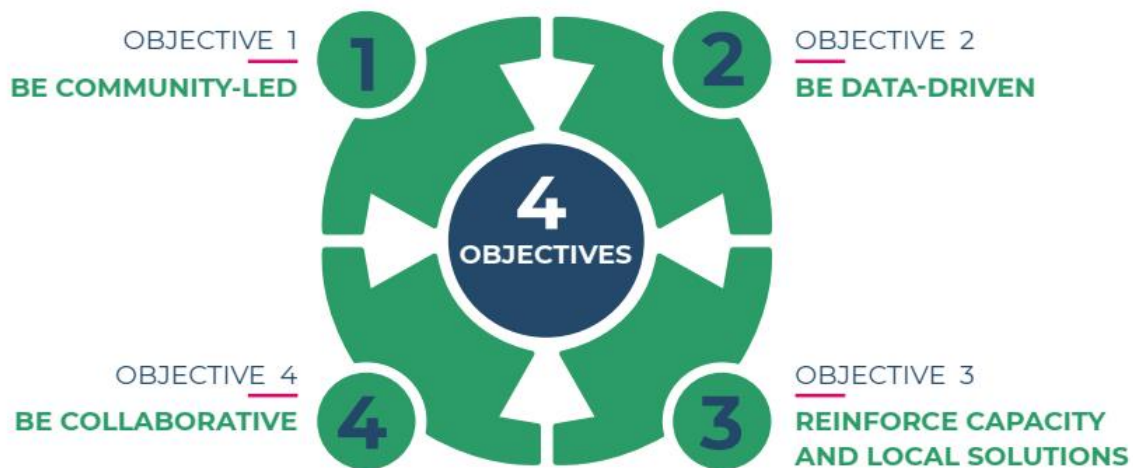 OBJECTIVE 1
BE COMMUNITY-LED
1
2
OBJECTIVE 2
BE DATA-DRIVEN
4
OBJECTIVES
OBJECTIVE 4
BE COLLABORATIVE
4
3
OBJECTIVE 3
REINFORCE CAPACITY
AND LOCAL SOLUTIONS